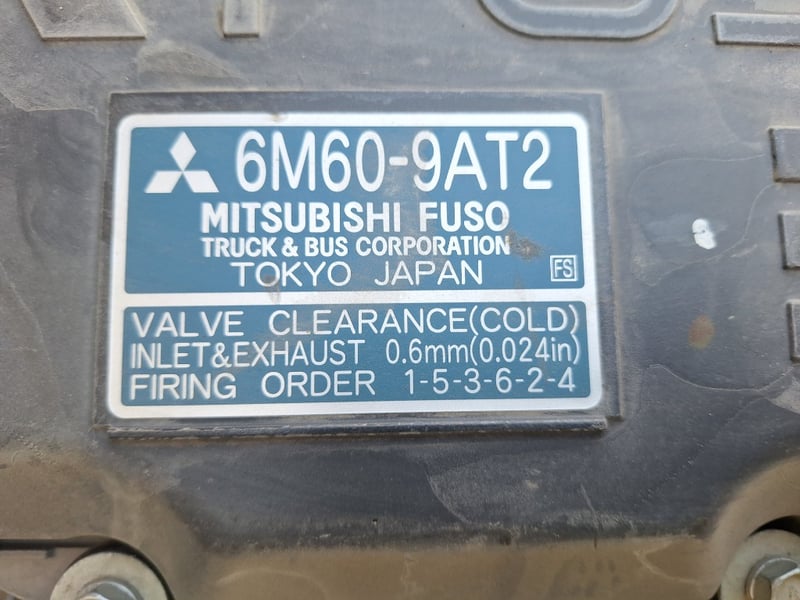 6M60-9AT2
MITSUBISHI FUSO
TRUCK & BUS CORPORATION
TOKYO JAPAN FS
VALVE CLEARANCE(COLD)
INLET&EXHAUST 0.6mm(0.024in)
FIRING ORDER 1-5-3-6-2-4